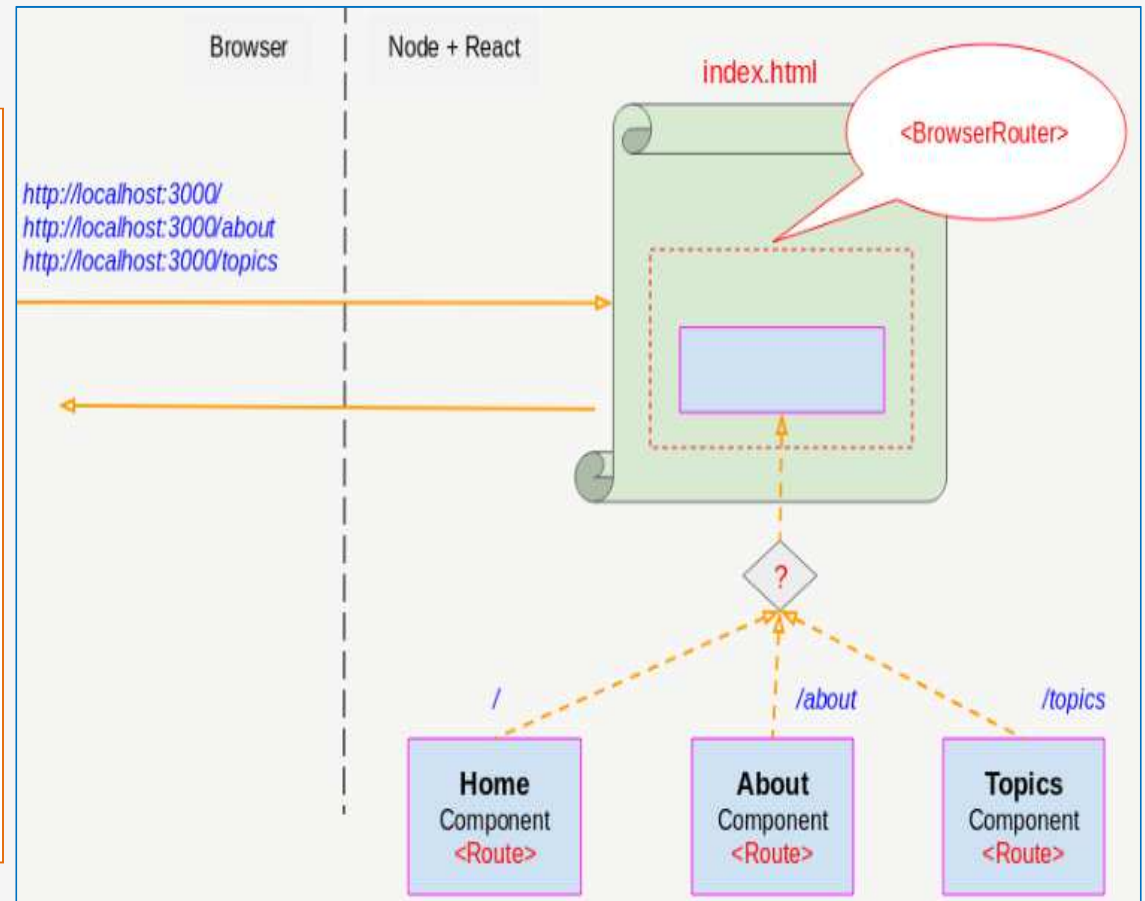 Browser
Node + React
index.html
<BrowserRouter>
http://localhost:3000/
http://localhost:3000/about
http://localhost:3000/topics
?
/
/about
/topics
Home
Component
<Route>
About
Component
<Route>
Topics
Component
<Route>